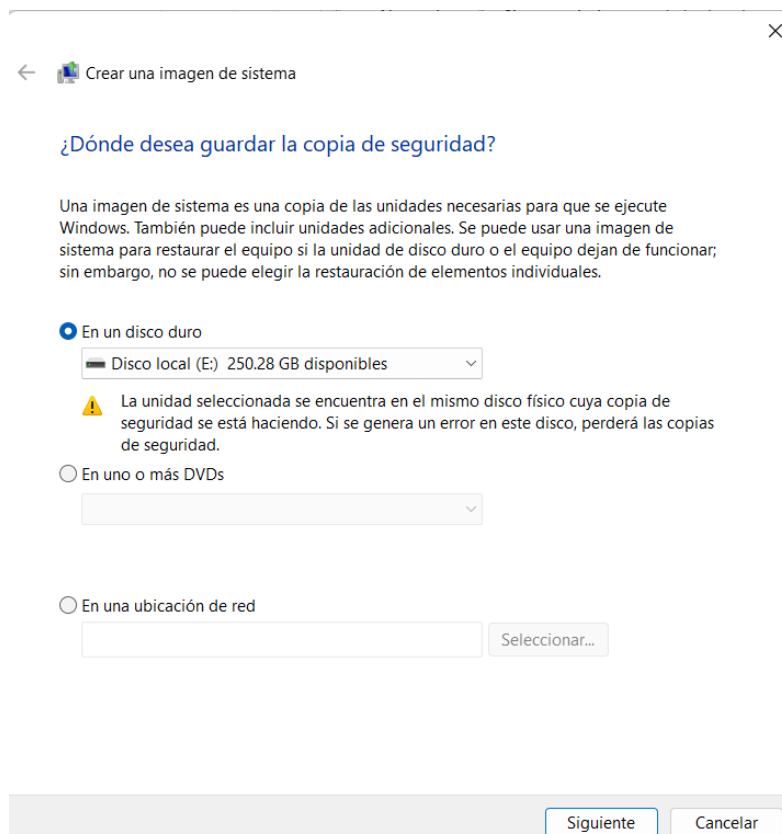 Crear una imagen de sistema
¿Dónde desea guardar la copia de seguridad?
Una imagen de sistema es una copia de las unidades necesarias para que se ejecute
Windows. También puede incluir unidades adicionales. Se puede usar una imagen de
sistema para restaurar el equipo si la unidad de disco duro o el equipo dejan de funcionar;
sin embargo, no se puede elegir la restauración de elementos individuales.
En un disco duro
Disco local (E:) 250.28 GB disponibles
La unidad seleccionada se encuentra en el mismo disco físico cuya copia de
seguridad se está haciendo. Si se genera un error en este disco, perderá las copias
de seguridad.
En uno o más DVDs
En una ubicación de red
Seleccionar...
Siguiente
Cancelar